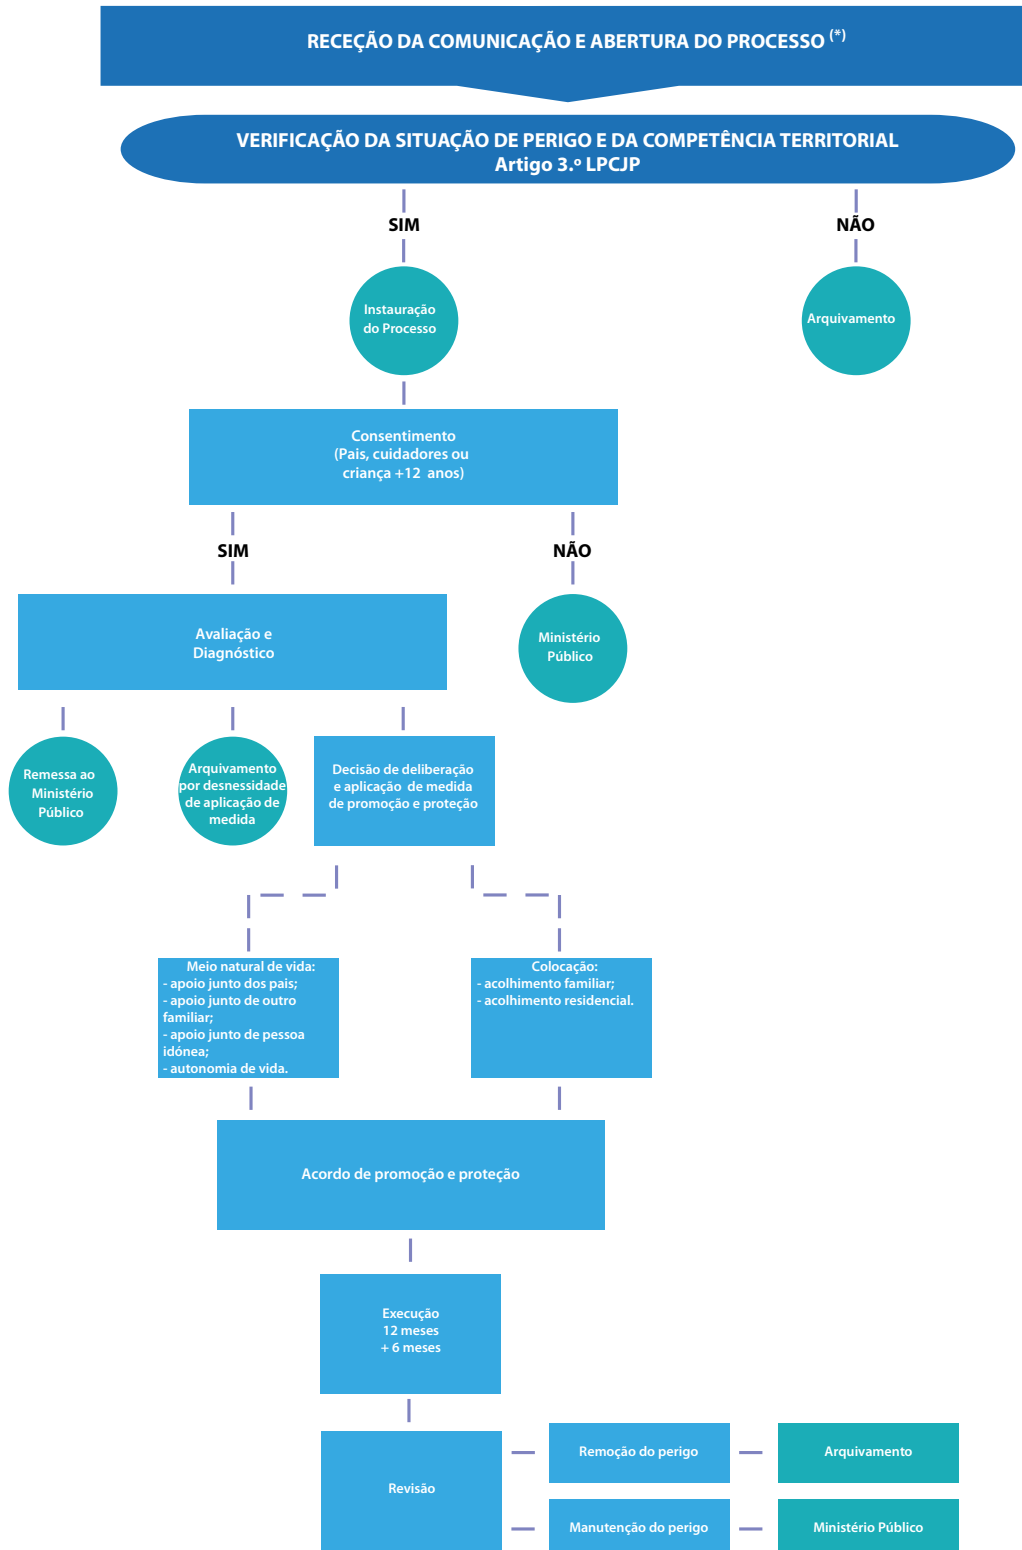 RECEÇÃO DA COMUNICAÇÃO E ABERTURA DO PROCESSO (*)
VERIFICAÇÃO DA SITUAÇÃO DE PERIGO E DA COMPETÊNCIA TERRITORIAL
Artigo 3.º LPCJP
SIM
NÃO
Instauração
do Processo
Arquivamento
Consentimento
(Pais, cuidadores ou
criança +12 anos)
SIM
NÃO
Avaliação e
Diagnóstico
Ministério
Público
Remessa ao
Ministério
Público
Arquivamento
por desnessidade
de aplicação de
medida
Decisão de deliberação
e aplicação de medida
de promoção e proteção
Meio natural de vida:
- apoio junto dos pais;
- apoio junto de outro
familiar;
- apoio junto de pessoa
idónea;
- autonomia de vida.
Colocação:
- acolhimento familiar;
- acolhimento residencial.
Acordo de promoção e proteção
Execução
12 meses
+ 6 meses
Revisão
Remoção do perigo
Arquivamento
Manutenção do perigo
Ministério Público